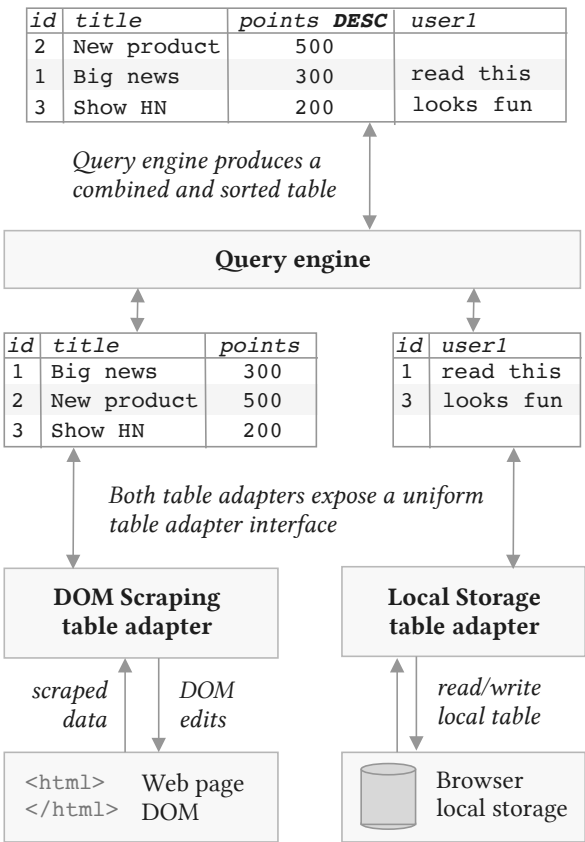 id title points DESC user1
2 New product 500
1 Big news 300 read this
3 Show HN 200 looks fun
Query engine produces a
combined and sorted table
Query engine
id title points
1 Big news 300
2 New product 500
3 Show HN 200
id user1
1 read this
3 looks fun
Both table adapters expose a uniform
table adapter interface
DOM Scraping
table adapter
Local Storage
table adapter
scraped
data
DOM
edits
read/write
local table
<html> Web page
</html> DOM
Browser
local storage